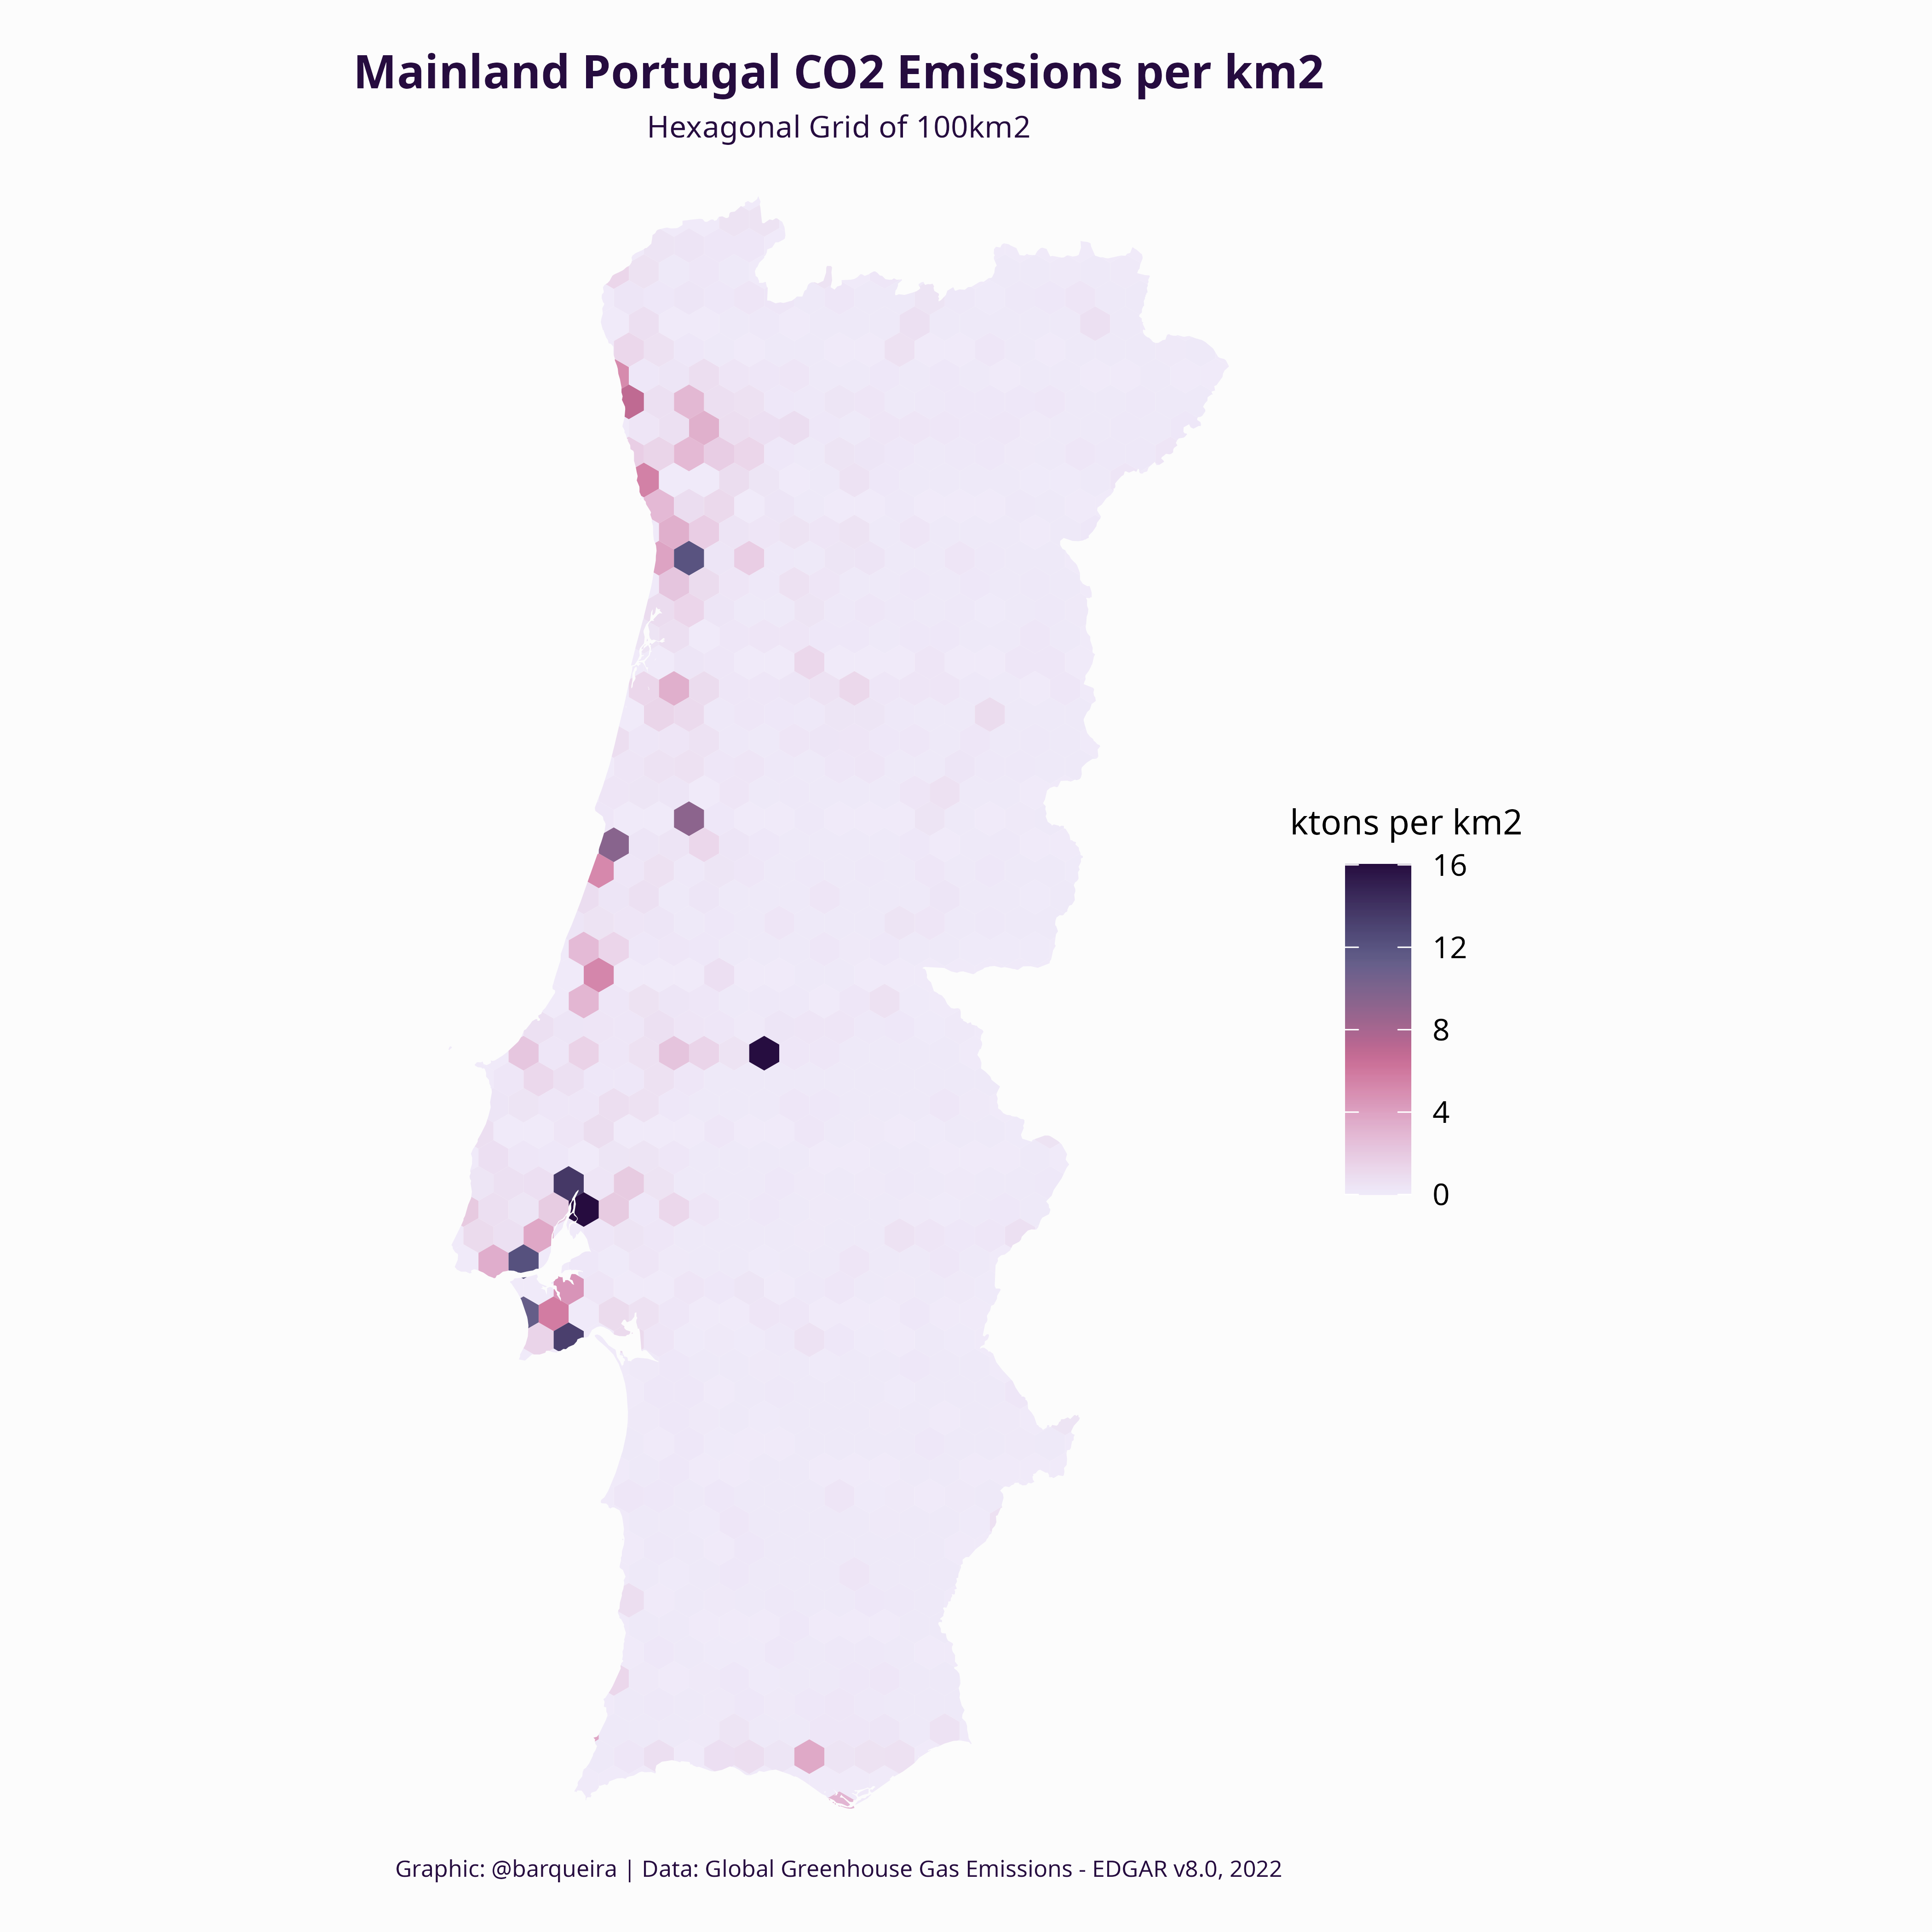 Mainland Portugal CO2 Emissions per km2
Hexagonal Grid of 100km2
ktons per km2
16
12
8
4
0
Graphic: @barqueira | Data: Global Greenhouse Gas Emissions - EDGAR v8.0, 2022